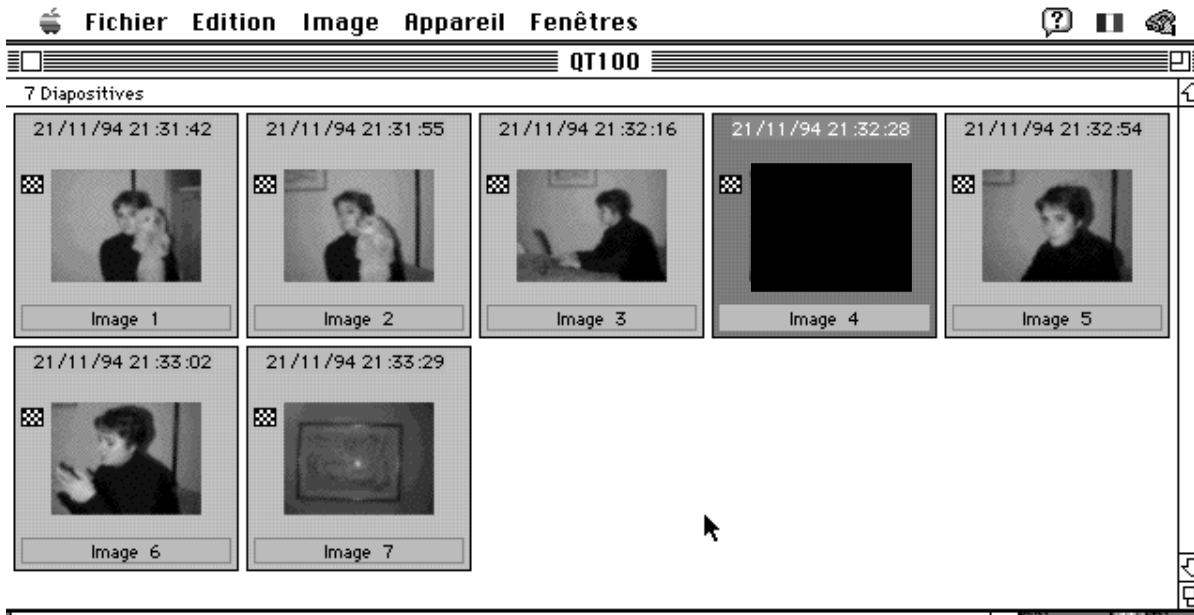 Fichier Edition Image Appareil Fenêtres
QT100
7 Diapositives
21/11/94 21:31:42
21/11/94 21:31:55
21/11/94 21:32:16
21/11/94 21:32:28
21/11/94 21:32:54
Image 1
Image 2
Image 3
Image 4
Image 5
21/11/94 21:33:02
21/11/94 21:33:29
Image 6
Image 7